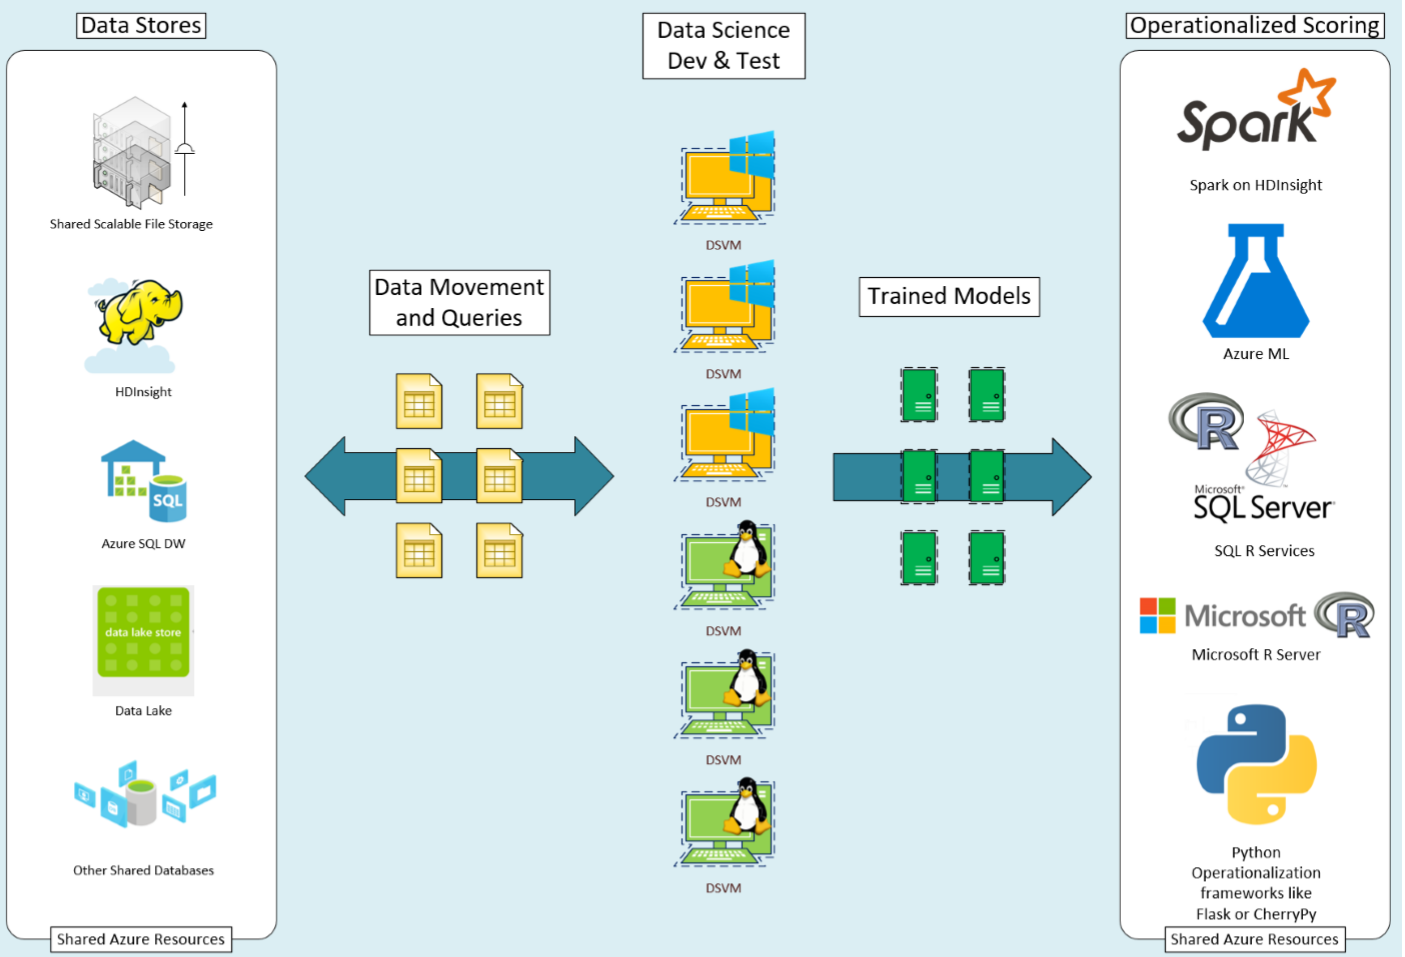 Data Stores
Shared Scalable File Storage
HDInsight
SQL
Azure SQL DW
data lake store
Data Lake
Other Shared Databases
Shared Azure Resources
Data Movement
and Queries
Data Science
Dev & Test
DSVM
DSVM
DSVM
DSVM
DSVM
DSVM
Trained Models
Operationalized Scoring
Spark
Spark on HDInsight
Azure ML
R
Microsoft®
SQL Server
SQL R Services
Microsoft R
Microsoft R Server
Python
Operationalization
frameworks like
Flask or CherryPy
Shared Azure Resources